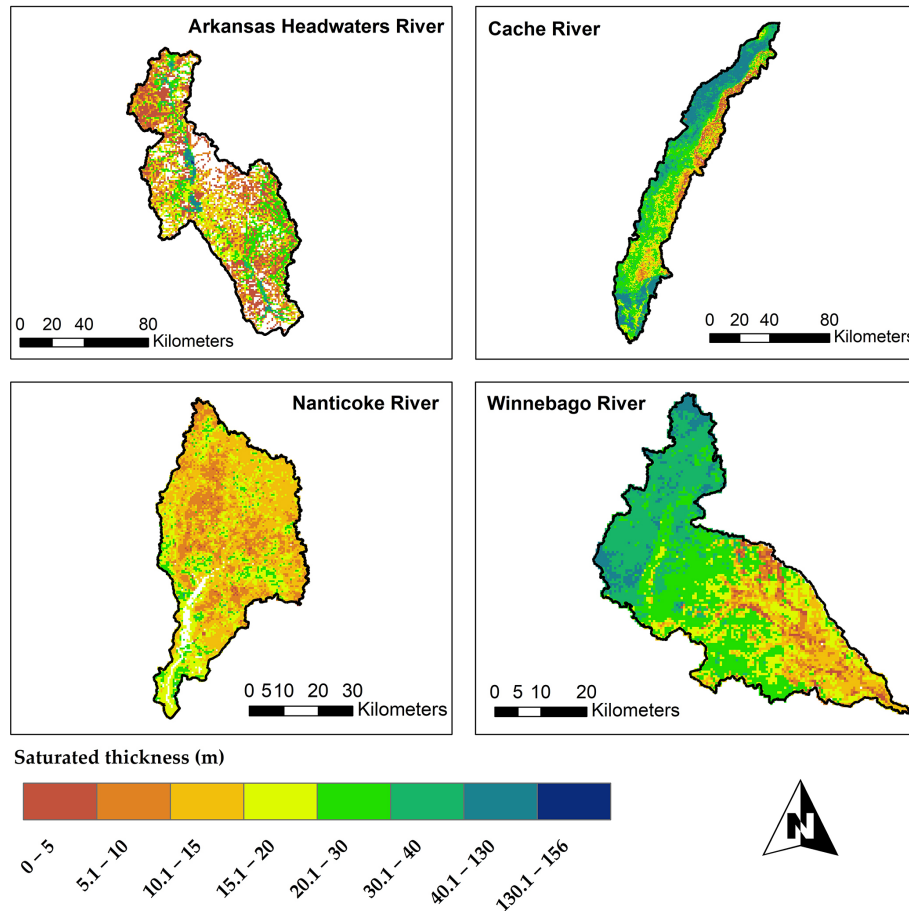 Arkansas Headwaters River
0 20 40 80
Kilometers
Cache River
0 20 40 80
Kilometers
Nanticoke River
0 5 10 20 30
Kilometers
Winnebago River
0 5 10 20
Kilometers
Saturated thickness (m)
0 – 5
5.1 – 10
10.1 – 15
15.1 – 20
20.1 – 30
30.1 – 40
40.1 – 130
130.1 – 156
N